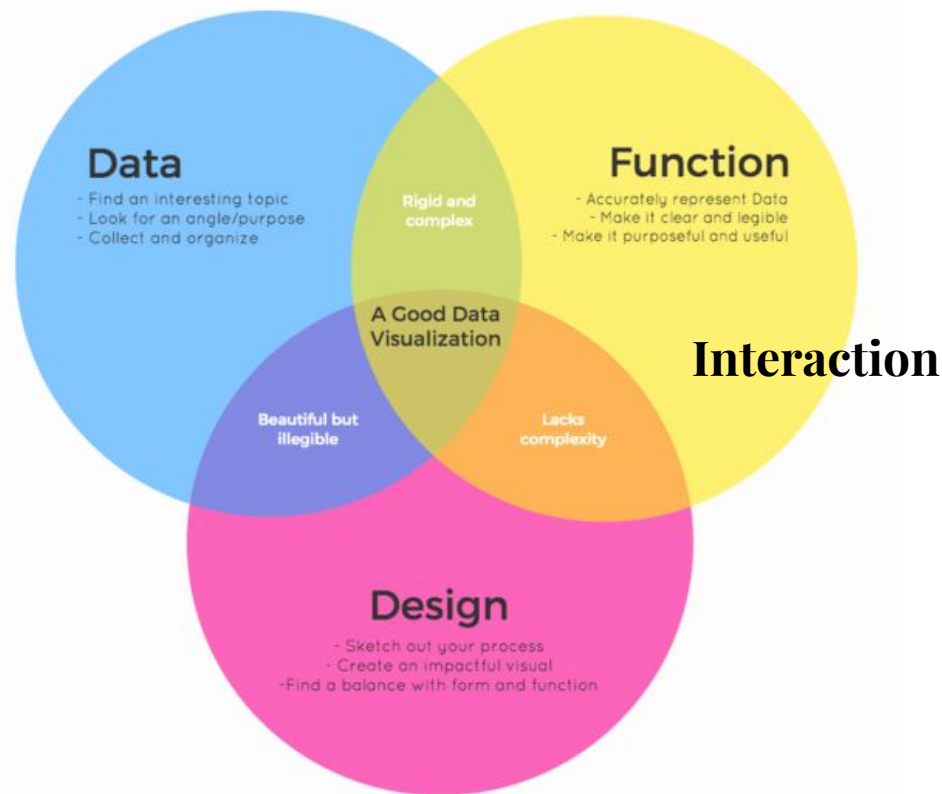 Data
- Find an interesting topic
- Look for an angle/purpose
- Collect and organize
Function
- Accurately represent Data
- Make it clear and legible
- Make it purposeful and useful
Rigid and
complex
A Good Data
Visualization
Interaction
Beautiful but
illegible
Lacks
complexity
Design
- Sketch out your process
- Create an impactful visual
-Find a balance with form and function